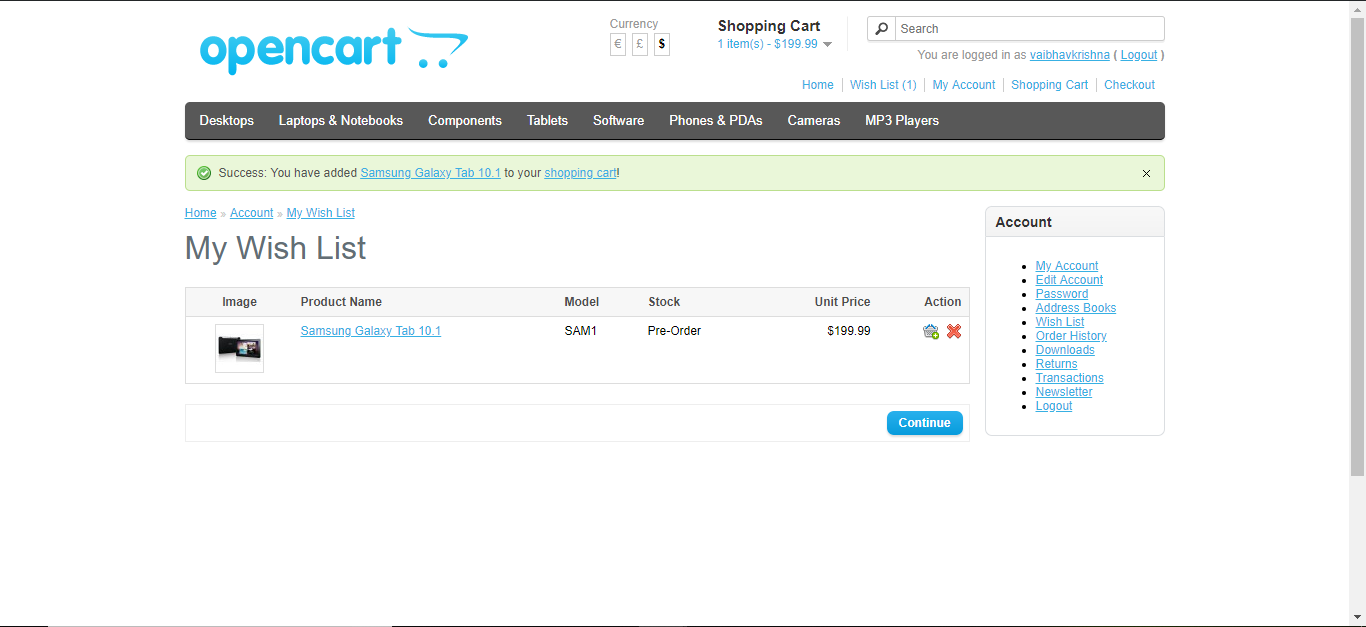 opencart
Currency
€ £ $
Shopping Cart
1 item(s) - $199.99
Search
You are logged in as vaibhavkrishna ( Logout )
Home Wish List (1) My Account Shopping Cart Checkout
Desktops Laptops & Notebooks Components Tablets Software Phones & PDAs Cameras MP3 Players
Success: You have added Samsung Galaxy Tab 10.1 to your shopping cart!
Home » Account » My Wish List
My Wish List
Image Product Name Model Stock Unit Price Action
Samsung Galaxy Tab 10.1 SAM1 Pre-Order $199.99
Continue
Account
My Account
Edit Account
Password
Address Books
Wish List
Order History
Downloads
Returns
Transactions
Newsletter
Logout